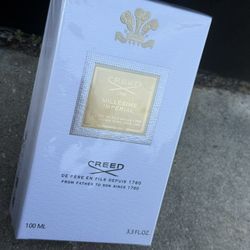 CREED
MILLESIME
IMPERIAL
CREED
DE PÈRE EN FILS DEPUIS 1760
FROM FATHER TO SON SINCE 1760
100 ML
3.3 FL.OZ